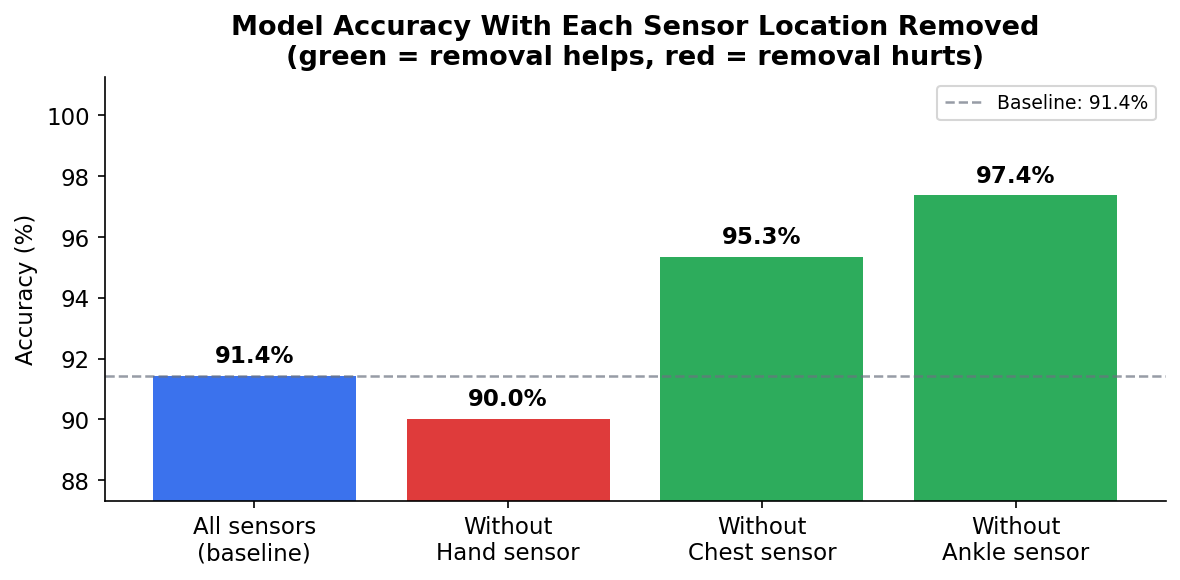 Model Accuracy With Each Sensor Location Removed
(green = removal helps, red = removal hurts)
Baseline: 91.4%
Accuracy (%)
100
98
96
94
92
90
88
91.4%
90.0%
95.3%
97.4%
All sensors
(baseline)
Without
Hand sensor
Without
Chest sensor
Without
Ankle sensor